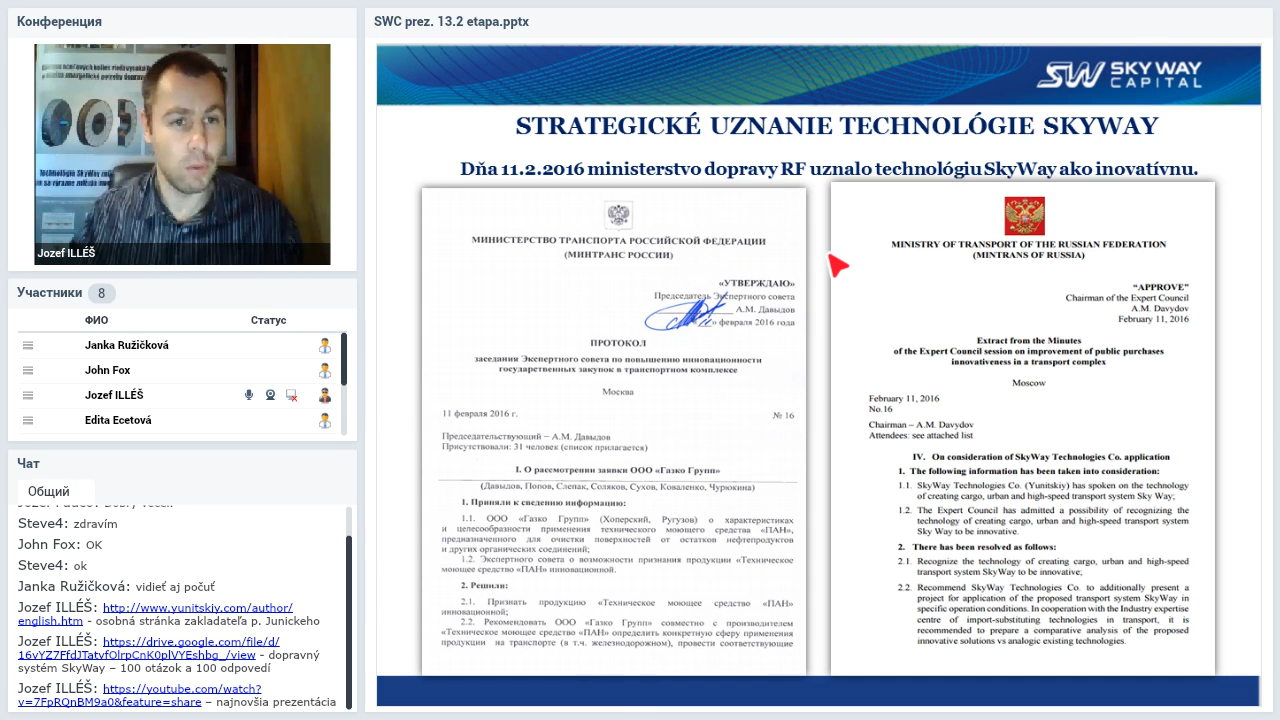 Конференция
Jozef ILLÉŠ
Участники 8
ФИО Статус
Janka Ružičková
John Fox
Jozef ILLÉŠ
Edita Ecetová
Чат
Общий
Steve4: zdravím
John Fox: OK
Steve4: ok
Janka Ružičková: vidieť aj počuť
Jozef ILLÉŠ: http://www.yunitskiy.com/author/
english.htm - osobná stránka zakladateľa p. Junickeho
Jozef ILLÉŠ: https://drive.google.com/file/d/
16vYZ7FfdJTatvfOlrpCnK0plVYEshbg_/view - dopravný
systém SkyWay – 100 otázok a 100 odpovedí
Jozef ILLÉŠ: https://youtube.com/watch?
v=7FpRQnBM9a0&feature=share – najnovšia prezentácia
SWC prez. 13.2 etapa.pptx
SW SKY WAY
CAPITAL
STRATEGICKÉ UZNANIE TECHNOLÓGIE SKYWAY
Dňa 11.2.2016 ministerstvo dopravy RF uznalo technológiu SkyWay ako inovatívnu.
МИНИСТЕРСТВО ТРАНСПОРТА РОССИЙСКОЙ ФЕДЕРАЦИИ
(МИНТРАНС РОССИИ)
«УТВЕРЖДАЮ»
Председатель Экспертного совета
А.М. Давыдов
февраля 2016 года
ПРОТОКОЛ
заседания Экспертного совета по повышению инновационности
государственных закупок в транспортном комплексе
Москва
11 февраля 2016 г. № 16
Председательствующий – А.М. Давыдов
Присутствовали: 31 человек (список прилагается)
I. О рассмотрении заявки ООО «Газко Групп»
(Давыдов, Попов, Слепак, Соляков, Сухов, Коваленко, Чурюкина)
1. Приняли к сведению информацию:
1.1. ООО «Газко Групп» (Хоперский, Ругузов) о характеристиках
и целесообразности применения технического моющего средства «ПАН»,
предназначенного для очистки поверхностей от остатков нефтепродуктов
и других органических соединений;
1.2. Экспертного совета о возможности признания продукции «Техническое
моющее средство «ПАН» инновационной.
2. Решили:
2.1. Признать продукцию «Техническое моющее средство «ПАН»
инновационной;
2.2. Рекомендовать ООО «Газко Групп» совместно с производителем
«Техническое моющее средство «ПАН» определить конкретную сферу применения
продукции на транспорте (в т.ч. железнодорожном), провести соответствующие
MINISTRY OF TRANSPORT OF THE RUSSIAN FEDERATION
(MINTRANS OF RUSSIA)
“APPROVE”
Chairman of the Expert Council
A.M. Davydov
February 11, 2016
Extract from the Minutes
of the Expert Council session on improvement of public purchases
innovativeness in a transport complex
Moscow
February 11, 2016
No.16
Chairman – A.M. Davydov
Attendees: see attached list
IV. On consideration of SkyWay Technologies Co. application
1. The following information has been taken into consideration:
1.1. SkyWay Technologies Co. (Yunitskiy) has spoken on the technology
of creating cargo, urban and high-speed transport system Sky Way;
1.2. The Expert Council has admitted a possibility of recognizing the
technology of creating cargo, urban and high-speed transport system
Sky Way to be innovative.
2. There has been resolved as follows:
2.1. Recognize the technology of creating cargo, urban and high-speed
transport system SkyWay to be innovative;
2.2. Recommend SkyWay Technologies Co. to additionally present a
project for application of the proposed transport system SkyWay in
specific operation conditions. In cooperation with the Industry expertise
centre of import-substituting technologies in transport, it is
recommended to prepare a comparative analysis of the proposed
innovative solutions vs analogic existing technologies.